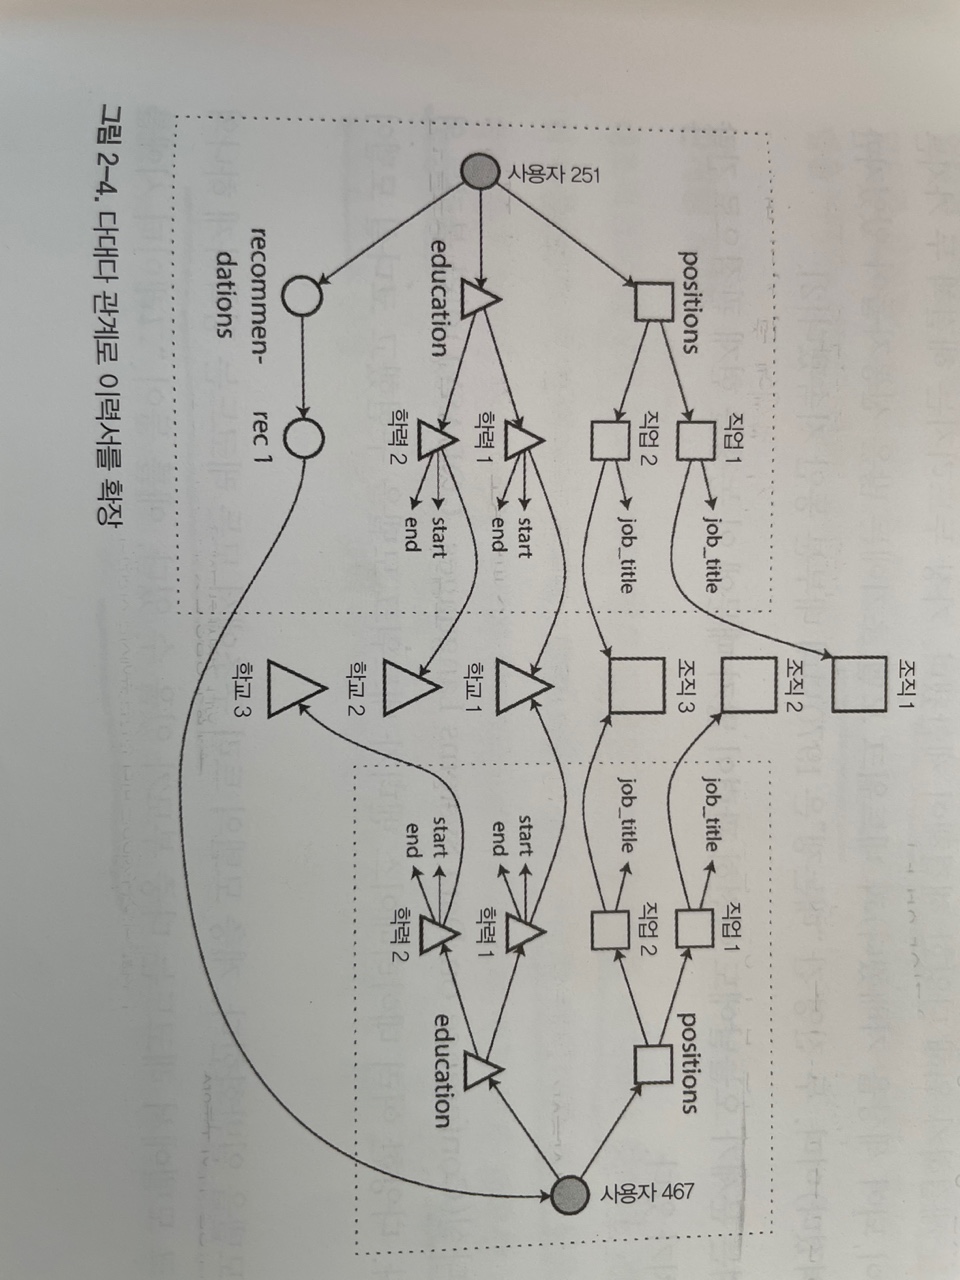 조직 1
조직 2
직업 1
직업 1
job_title
job_title
positions
조직 3
positions
직업 2
직업 2
job_title
job_title
사용자 467
사용자 251
start
start
학력 1
학교 1
학력 1
end
end
education
education
start
start
end
end
학력 2
학력 2
학교 2
recommen-
dations
rec 1
학교 3
그림 2-4. 다대다 관계로 이력서를 확장